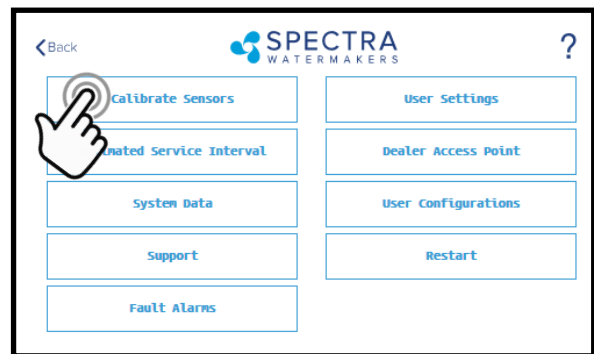 Back
SPECTRA
WATERMAKERS
?
Calibrate Sensors
User Settings
mated Service Interval
Dealer Access Point
System Data
User Configurations
Support
Restart
Fault Alarms